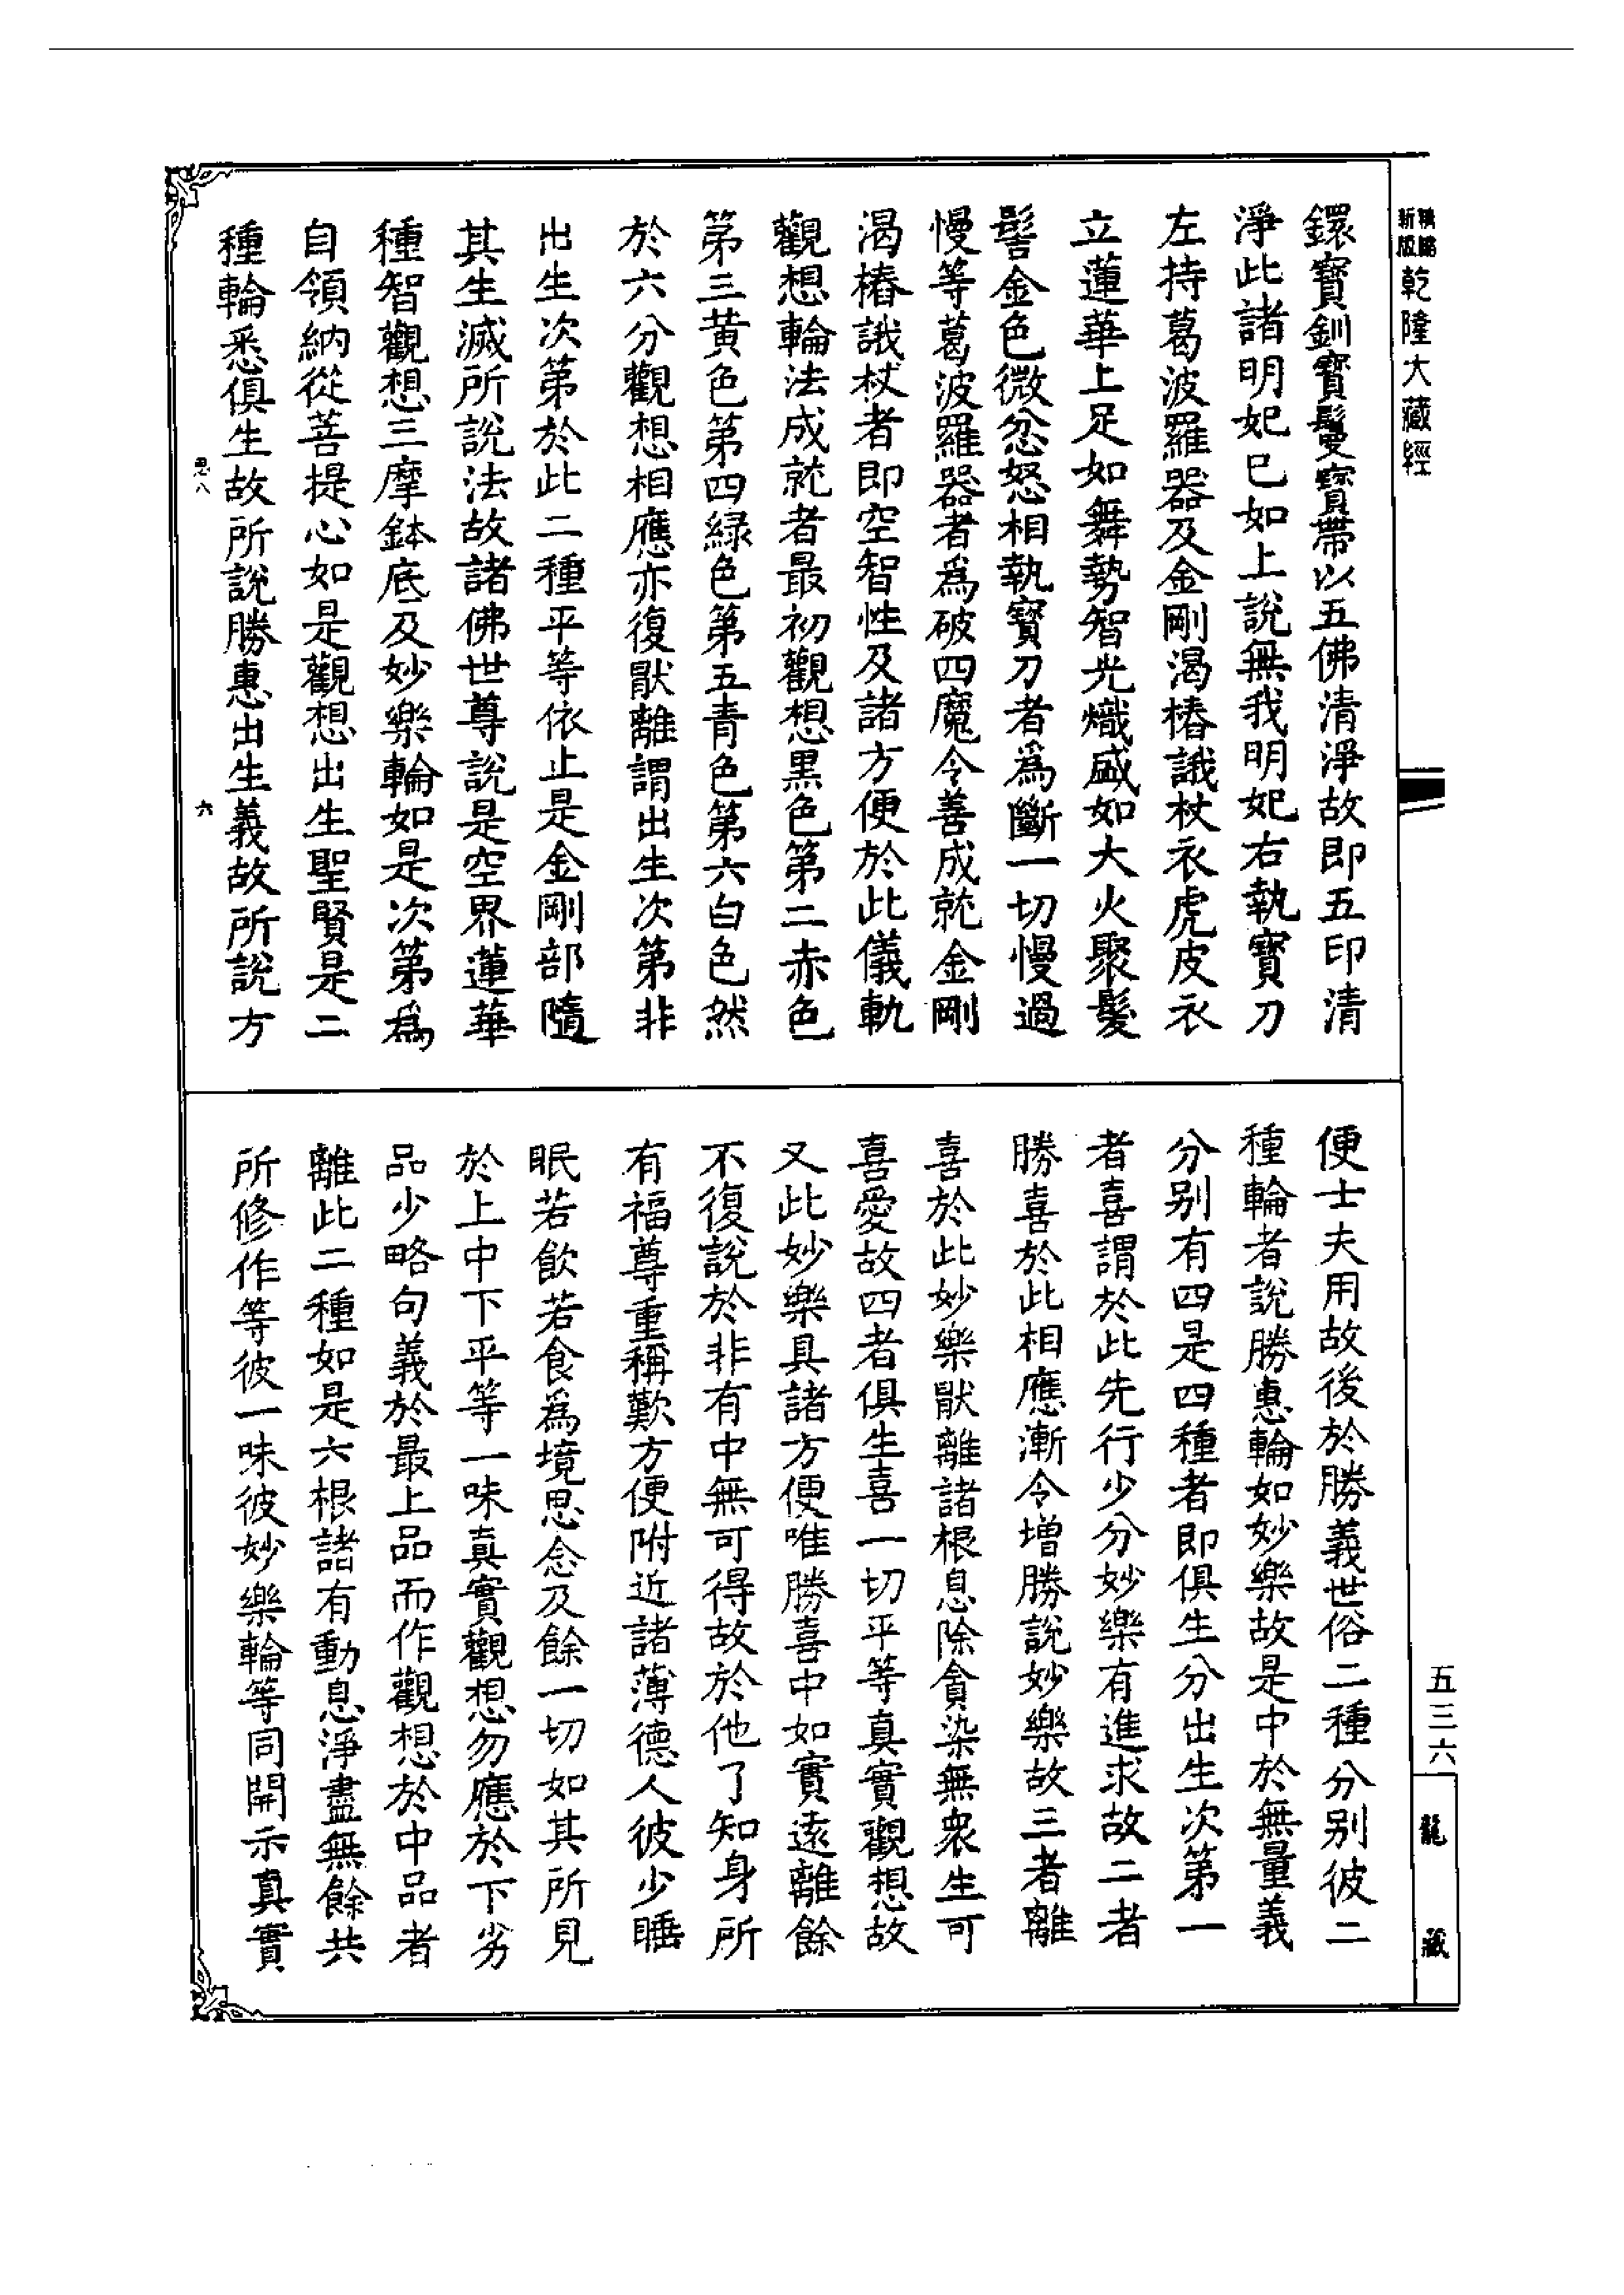 精縮
新版
乾隆大藏經
鐶寶釧寶鬘寶帶以五佛清淨故即五印清
淨此諸明妃已如上說無我明妃右執寶刀
左持葛波羅器及金剛渴樁誐杖衣虎皮衣
立蓮華上足如舞勢智光熾盛如大火聚髮
髻金色微忿怒相執寶刀者為斷一切慢過
慢等葛波羅器者為破四魔令善成就金剛
渴樁誐杖者即空智性及諸方便於此儀軌
觀想輪法成就者最初觀想黑色第二赤色
第三黃色第四綠色第五青色第六白色然
於六分觀想相應亦復猒離謂出生次第非
出生次第於此二種平等依止是金剛部隨
其生滅所說法故諸佛世尊說是空界蓮華
種智觀想三摩鉢底及妙樂輪如是次第為
自領納從菩提心如是觀想出生聖賢是二
種輪悉俱生故所說勝惠出生義故所說方
思八
六
便士夫用故後於勝義世俗二種分別彼二
種輪者說勝惠輪如妙樂故是中於無量義
分別有四是四種者即俱生分出生次第一
者喜謂於此先行少分妙樂有進求故二者
勝喜於此相應漸令增勝說妙樂故三者離
喜於此妙樂猒離諸根息除貪染無衆生可
喜愛故四者俱生喜一切平等真實觀想故
又此妙樂具諸方便唯勝喜中如實遠離餘
不復說於非有中無可得故於他了知身所
有福尊重稱歎方便附近諸薄德人彼少睡
眠若飲若食為境思念及餘一切如其所見
於上中下平等一味真實觀想勿應於下劣
品少略句義於最上品而作觀想於中品者
離此二種如是六根諸有動息淨盡無餘共
所修作等彼一味彼妙樂輪等同開示真實
五三六
龍藏